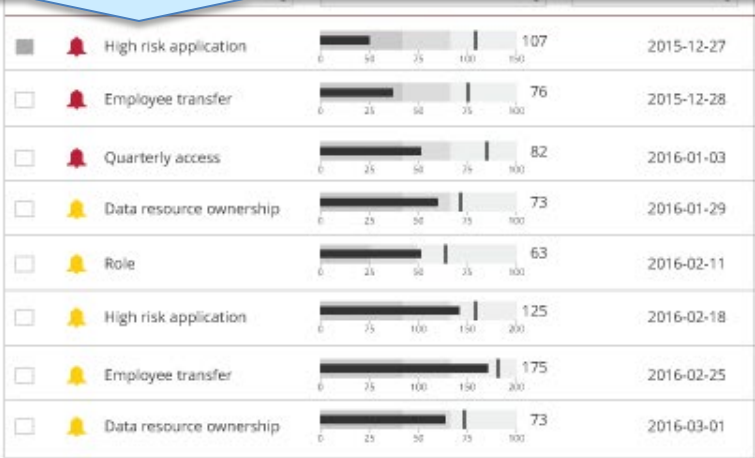 High risk application 107 2015-12-27
0 50 75 100 150
Employee transfer 76 2015-12-28
0 25 50 75 100
Quarterly access 82 2016-01-03
0 25 50 75 100
Data resource ownership 73 2016-01-29
0 25 50 75 100
Role 63 2016-02-11
0 25 50 75 100
High risk application 125 2016-02-18
0 75 100 150 200
Employee transfer 175 2016-02-25
0 75 100 150 200
Data resource ownership 73 2016-03-01
0 25 50 75 100